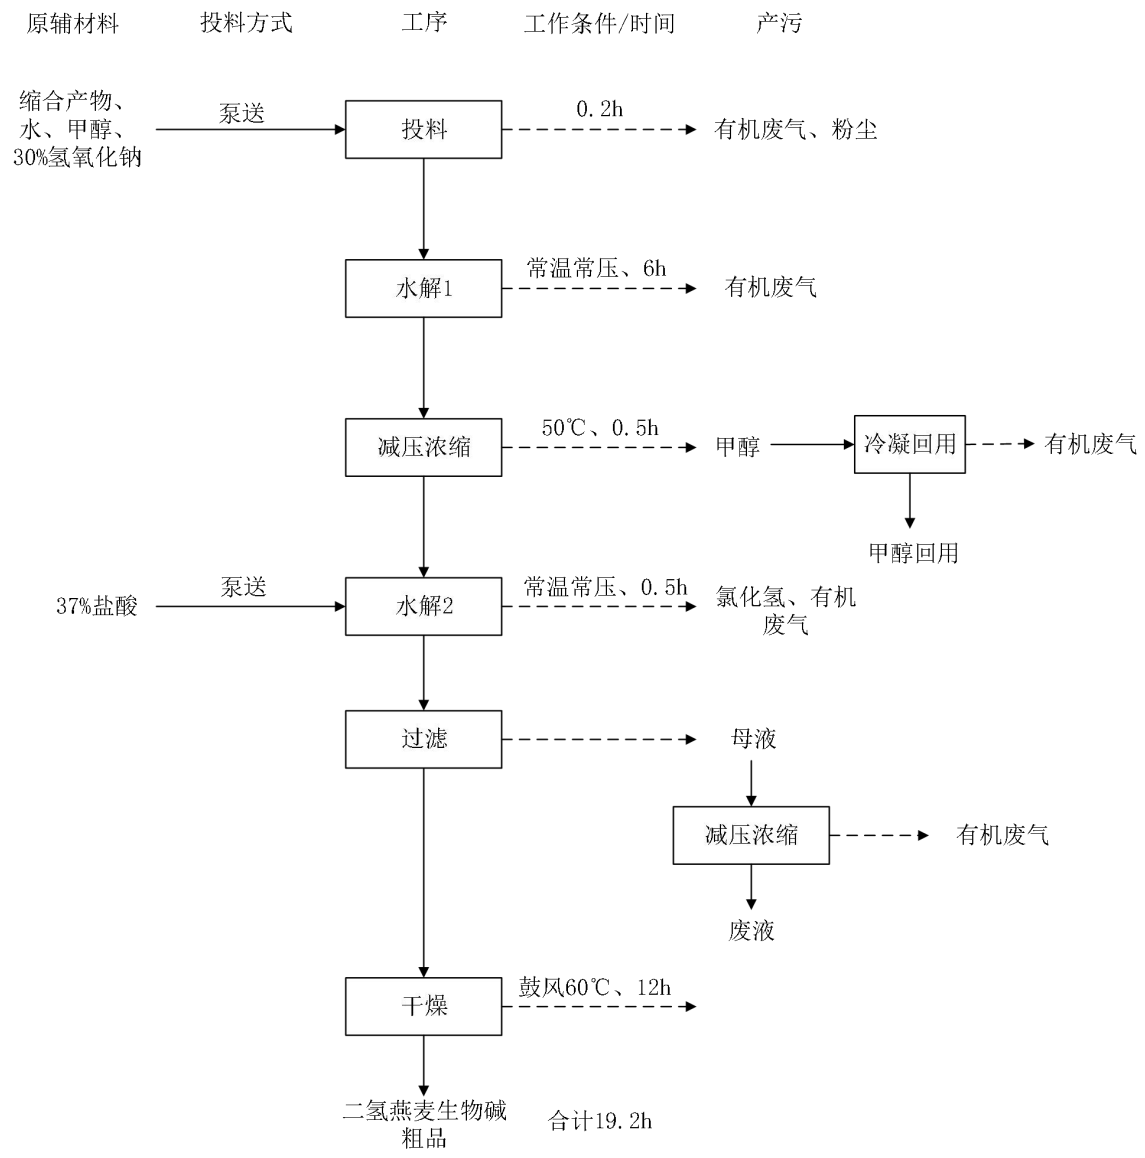 原辅材料 投料方式 工序 工作条件/时间 产污
缩合产物、
水、甲醇、
30%氢氧化钠
泵送
投料
0.2h
有机废气、粉尘
水解1
常温常压、6h
有机废气
减压浓缩
50℃、0.5h
甲醇
冷凝回用
有机废气
甲醇回用
37%盐酸
泵送
水解2
常温常压、0.5h
氯化氢、有机
废气
过滤
母液
减压浓缩
有机废气
废液
干燥
鼓风60℃、12h
二氢燕麦生物碱
粗品
合计19.2h